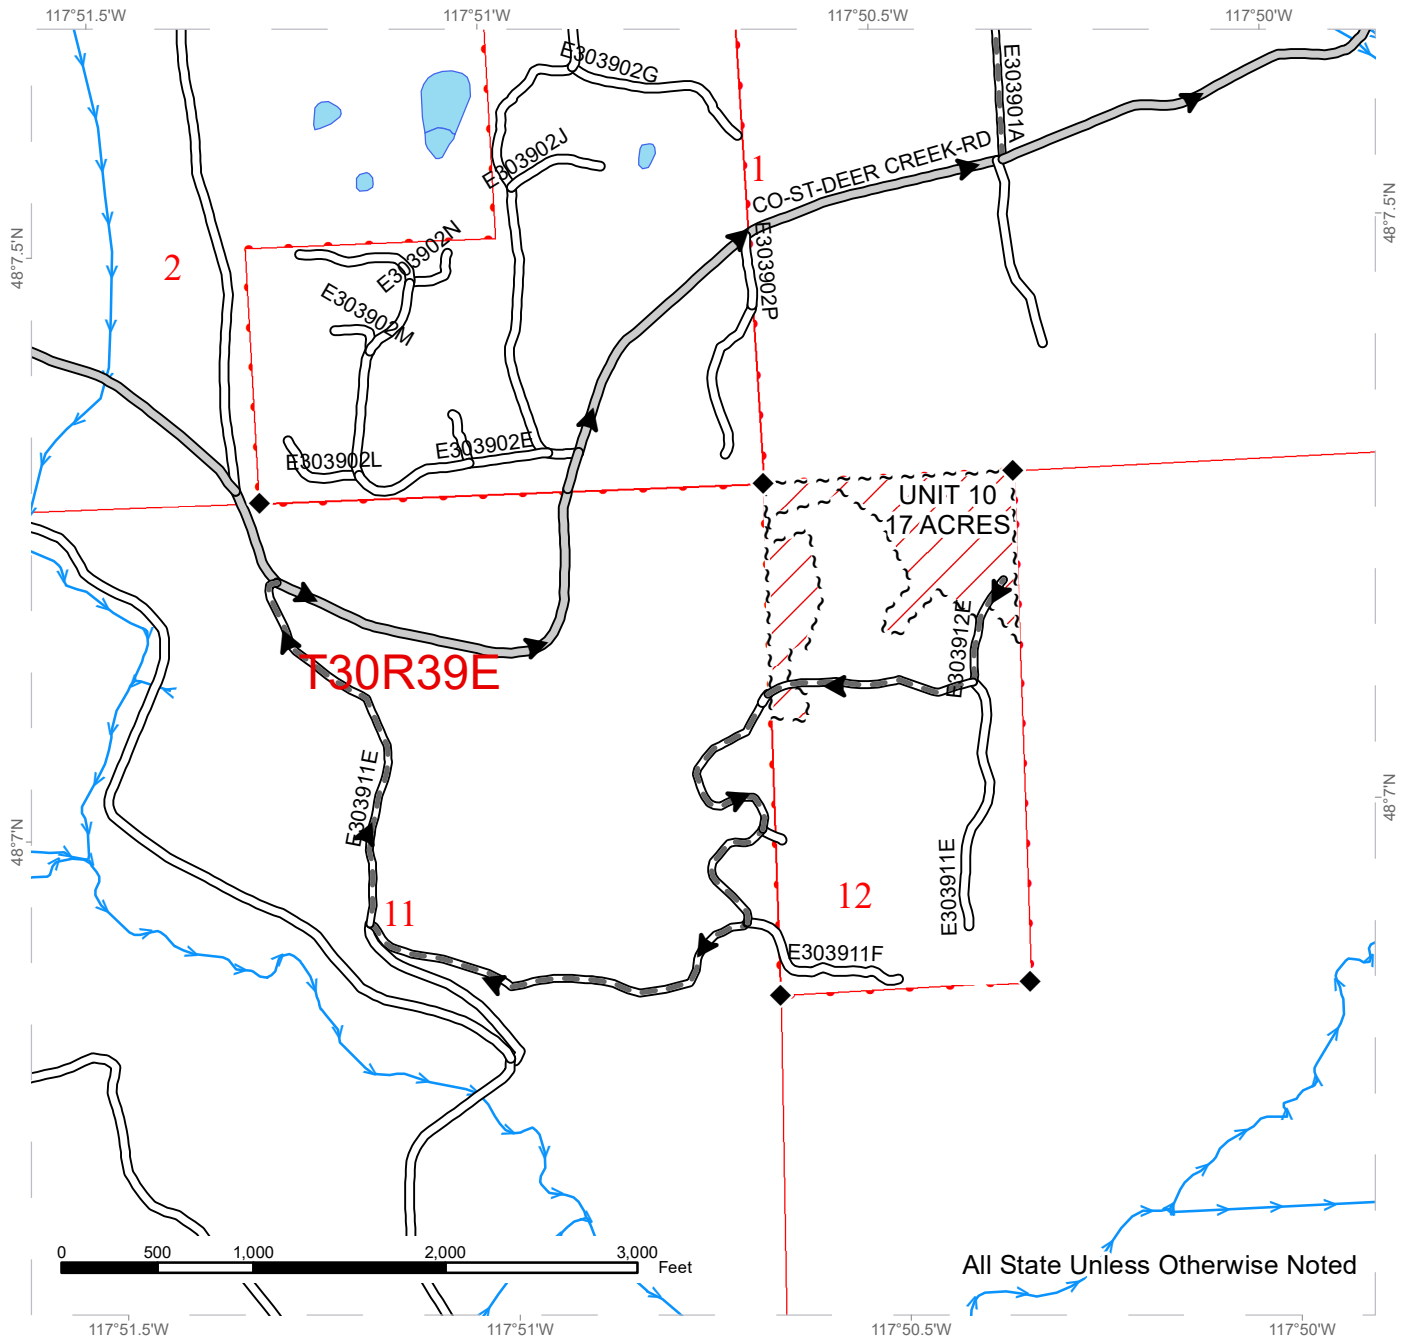 117°51.5'W
117°51'W
117°50.5'W
117°50'W
E303902G
E303901A
E303902J
CO-ST-DEER CREEK-RD
1
48°7.5'N
48°7.5'N
2
E303902N
E303902P
E303902M
E303902E
E303902L
UNIT 10
17 ACRES
E303912E
T30R39E
E303911E
48°7'N
48°7'N
12
11
E303911E
E303911F
0
500
1,000
2,000
3,000
Feet
All State Unless Otherwise Noted
117°51.5'W
117°51'W
117°50.5'W
117°50'W